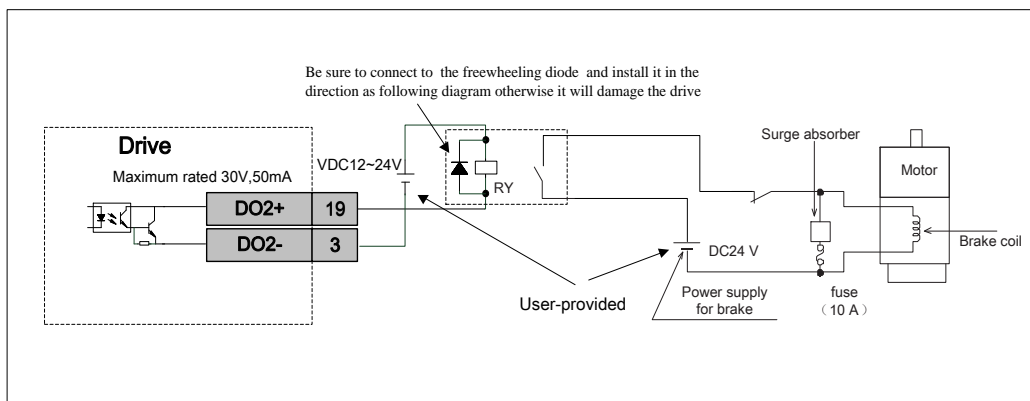 Be sure to connect to the freewheeling diode and install it in the
direction as following diagram otherwise it will damage the drive
Drive
Maximum rated 30V,50mA
DO2+ 19
DO2- 3
VDC12~24V
RY
User-provided
DC24 V
Power supply
for brake
Surge absorber
fuse
（10 A）
Motor
Brake coil